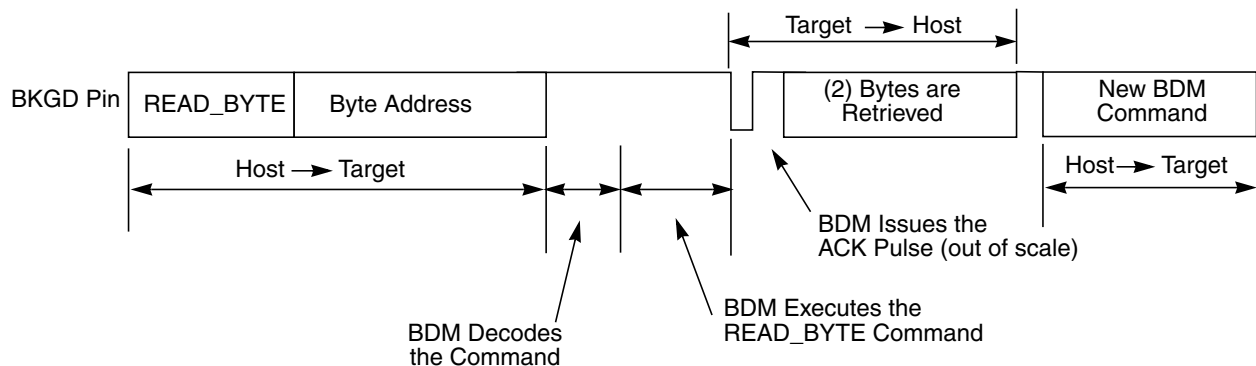 Target → Host
BKGD Pin
READ_BYTE
Byte Address
(2) Bytes are
Retrieved
New BDM
Command
Host → Target
Host → Target
BDM Issues the
ACK Pulse (out of scale)
BDM Executes the
READ_BYTE Command
BDM Decodes
the Command